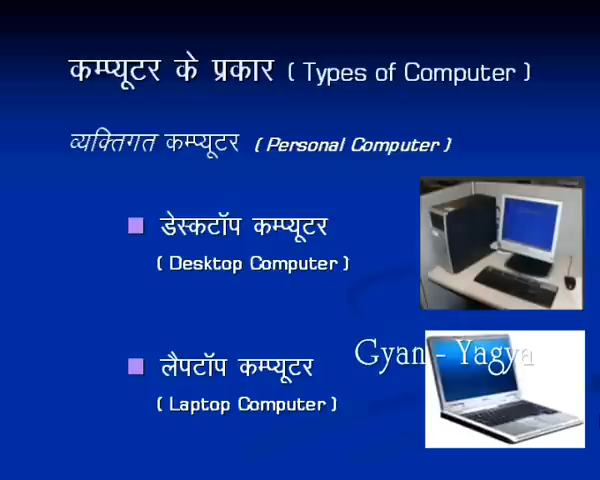 कम्प्यूटर के प्रकार ( Types of Computer )
व्यक्तिगत कम्प्यूटर ( Personal Computer )
डेस्कटॉप कम्प्यूटर
( Desktop Computer )
लैपटॉप कम्प्यूटर
( Laptop Computer )
Gyan - Yagya